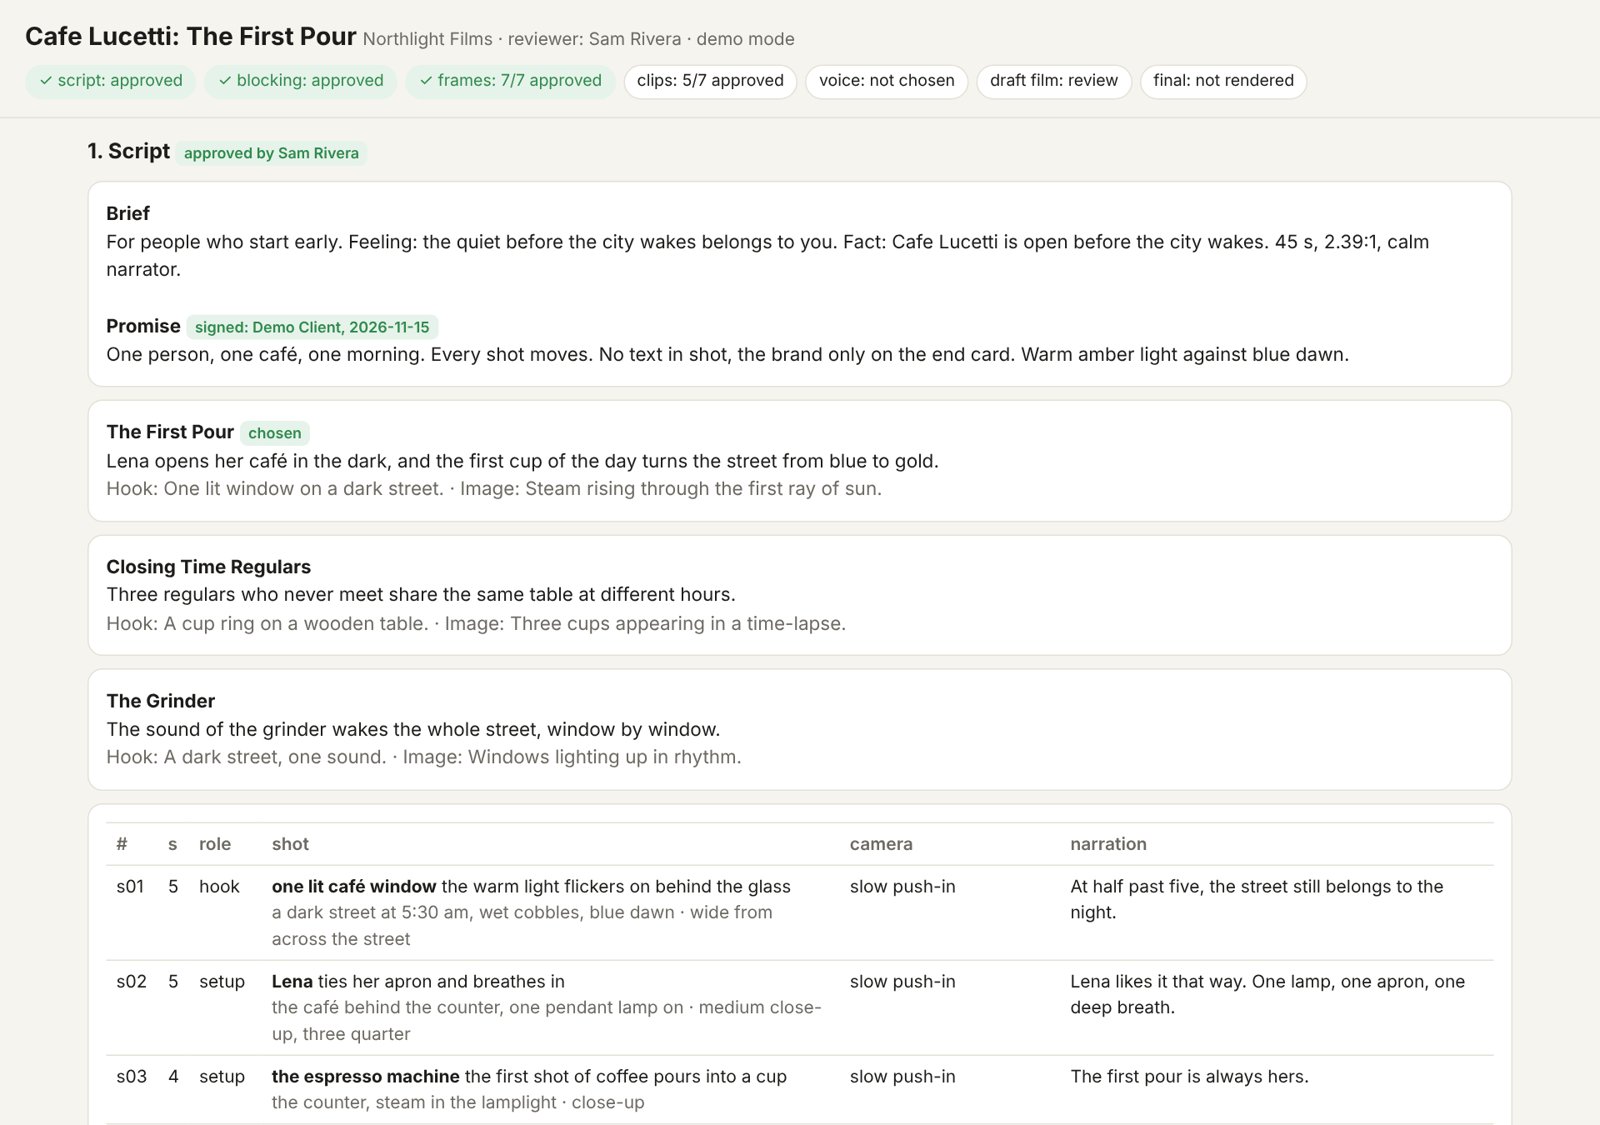 Cafe Lucetti: The First Pour Northlight Films · reviewer: Sam Rivera · demo mode
✓ script: approved ✓ blocking: approved ✓ frames: 7/7 approved clips: 5/7 approved voice: not chosen draft film: review final: not rendered
1. Script approved by Sam Rivera
Brief
For people who start early. Feeling: the quiet before the city wakes belongs to you. Fact: Cafe Lucetti is open before the city wakes. 45 s, 2.39:1, calm
narrator.
Promise signed: Demo Client, 2026-11-15
One person, one café, one morning. Every shot moves. No text in shot, the brand only on the end card. Warm amber light against blue dawn.
The First Pour chosen
Lena opens her café in the dark, and the first cup of the day turns the street from blue to gold.
Hook: One lit window on a dark street. · Image: Steam rising through the first ray of sun.
Closing Time Regulars
Three regulars who never meet share the same table at different hours.
Hook: A cup ring on a wooden table. · Image: Three cups appearing in a time-lapse.
The Grinder
The sound of the grinder wakes the whole street, window by window.
Hook: A dark street, one sound. · Image: Windows lighting up in rhythm.
# s role shot camera narration
s01 5 hook one lit café window the warm light flickers on behind the glass slow push-in At half past five, the street still belongs to the
a dark street at 5:30 am, wet cobbles, blue dawn · wide from night.
across the street
s02 5 setup Lena ties her apron and breathes in slow push-in Lena likes it that way. One lamp, one apron, one
the café behind the counter, one pendant lamp on · medium close- deep breath.
up, three quarter
s03 4 setup the espresso machine the first shot of coffee pours into a cup slow push-in The first pour is always hers.
the counter, steam in the lamplight · close-up